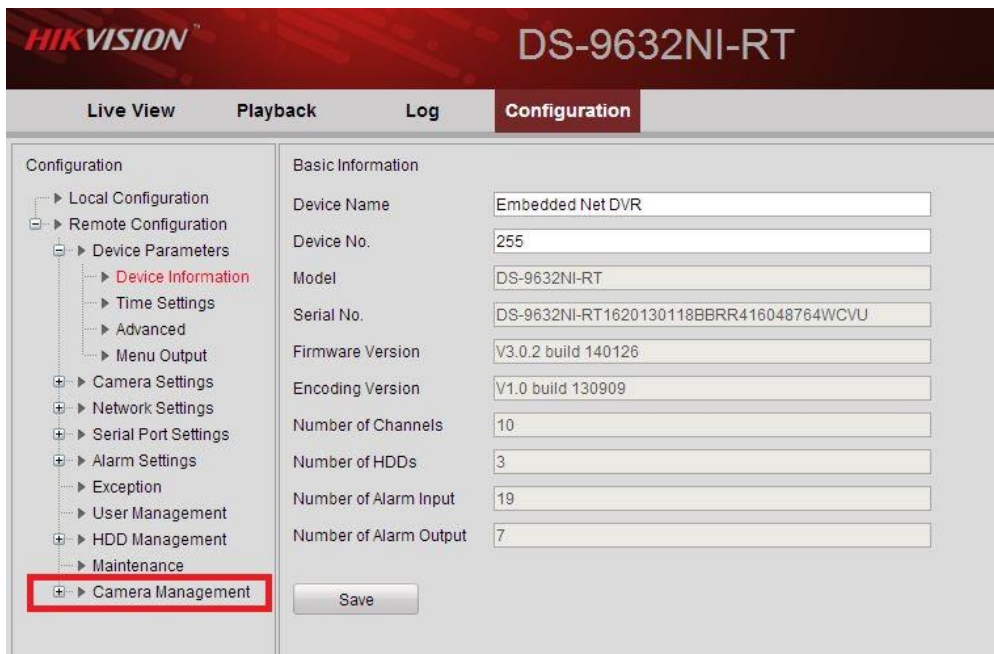 HIKVISION
DS-9632NI-RT
Live View Playback Log Configuration
Configuration
Local Configuration
Remote Configuration
Device Parameters
Device Information
Time Settings
Advanced
Menu Output
Camera Settings
Network Settings
Serial Port Settings
Alarm Settings
Exception
User Management
HDD Management
Maintenance
Camera Management
Basic Information
Device Name Embedded Net DVR
Device No. 255
Model DS-9632NI-RT
Serial No. DS-9632NI-RT1620130118BBRR416048764WCVU
Firmware Version V3.0.2 build 140126
Encoding Version V1.0 build 130909
Number of Channels 10
Number of HDDs 3
Number of Alarm Input 19
Number of Alarm Output 7
Save